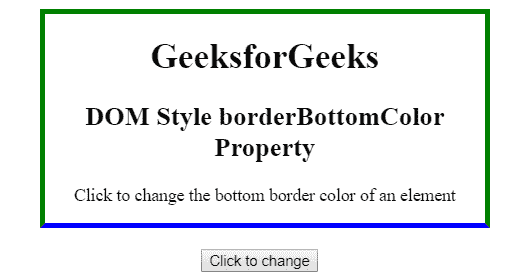 GeeksforGeeks
DOM Style borderBottomColor
Property
Click to change the bottom border color of an element
Click to change